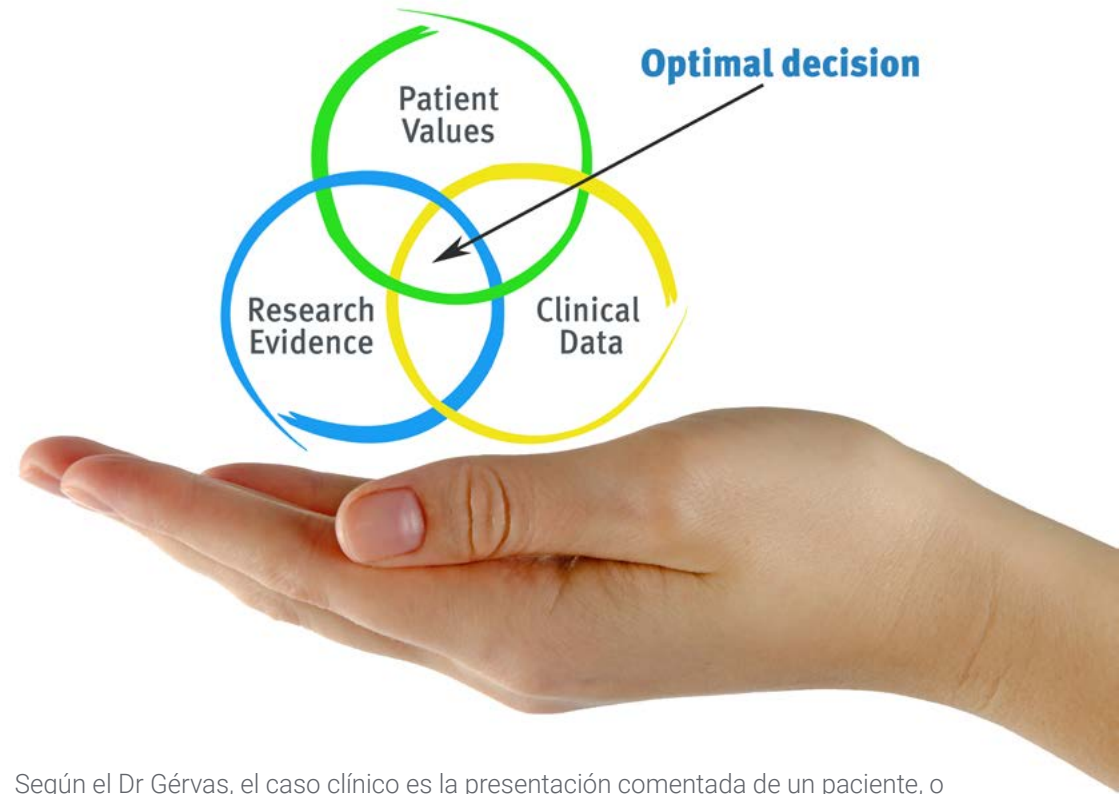 Optimal decision
Patient
Values
Research
Evidence
Clinical
Data
Según el Dr Gérvas, el caso clínico es la presentación comentada de un paciente, o